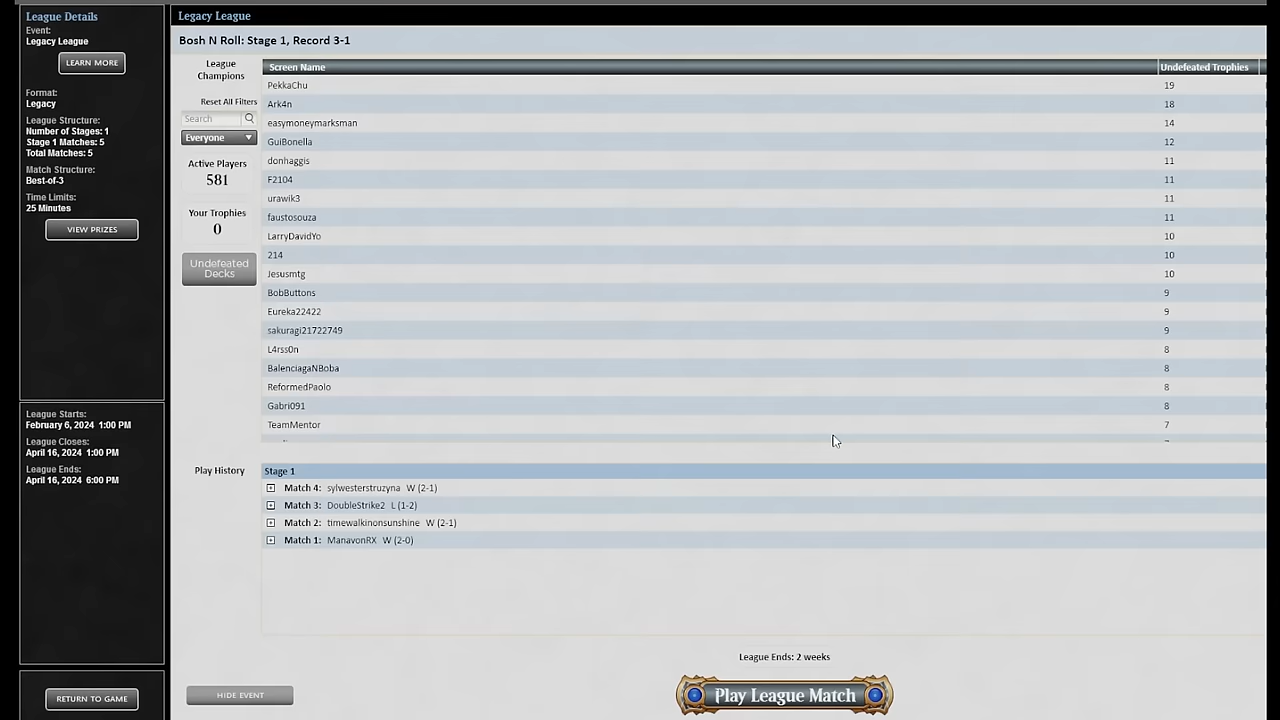 League Details
Event:
Legacy League
LEARN MORE
Format:
Legacy
League Structure:
Number of Stages: 1
Stage 1 Matches: 5
Total Matches: 5
Match Structure:
Best-of-3
Time Limits:
25 Minutes
VIEW PRIZES
League Starts:
February 6, 2024 1:00 PM
League Closes:
April 16, 2024 1:00 PM
League Ends:
April 16, 2024 6:00 PM
RETURN TO GAME
Legacy League
Bosh N Roll: Stage 1, Record 3-1
League
Champions
Reset All Filters
Search
Everyone
Active Players
581
Your Trophies
0
Undefeated
Decks
Screen Name Undefeated Trophies
PekkaChu 19
Ark4n 18
easymoneymarksman 14
GuiBonella 12
donhaggis 11
F2104 11
urawik3 11
faustosouza 11
LarryDavidYo 10
214 10
Jesusmtg 10
BobButtons 9
Eureka22422 9
sakuragi21722749 9
L4rss0n 8
BalenciagaNBoba 8
ReformedPaolo 8
Gabri091 8
TeamMentor 7
Play History
Stage 1
Match 4: sylwesterstruzyna W (2-1)
Match 3: DoubleStrike2 L (1-2)
Match 2: timewalkinonsunshine W (2-1)
Match 1: ManavonRX W (2-0)
League Ends: 2 weeks
HIDE EVENT
Play League Match